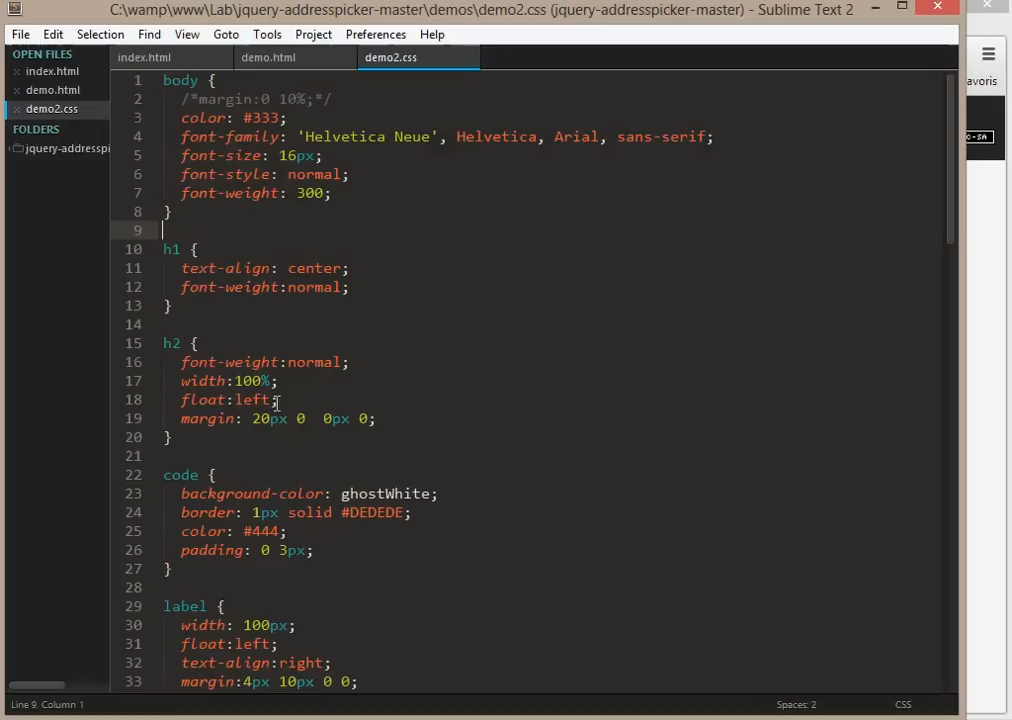 C:\wamp\www\Lab\jquery-addresspicker-master\demos\demo2.css (jquery-addresspicker-master) - Sublime Text 2
File Edit Selection Find View Goto Tools Project Preferences Help
OPEN FILES
index.html
demo.html
demo2.css
FOLDERS
jquery-addresspi
index.html demo.html demo2.css
1 body {
2 /*margin:0 10%;*/
3 color: #333;
4 font-family: 'Helvetica Neue', Helvetica, Arial, sans-serif;
5 font-size: 16px;
6 font-style: normal;
7 font-weight: 300;
8 }
9
10 h1 {
11 text-align: center;
12 font-weight:normal;
13 }
14
15 h2 {
16 font-weight:normal;
17 width:100%;
18 float:left;
19 margin: 20px 0  0px 0;
20 }
21
22 code {
23 background-color: ghostWhite;
24 border: 1px solid #DEDEDE;
25 color: #444;
26 padding: 0 3px;
27 }
28
29 label {
30 width: 100px;
31 float:left;
32 text-align:right;
33 margin:4px 10px 0 0;
Line 9, Column 1 Spaces: 2 CSS
avoris
-SA